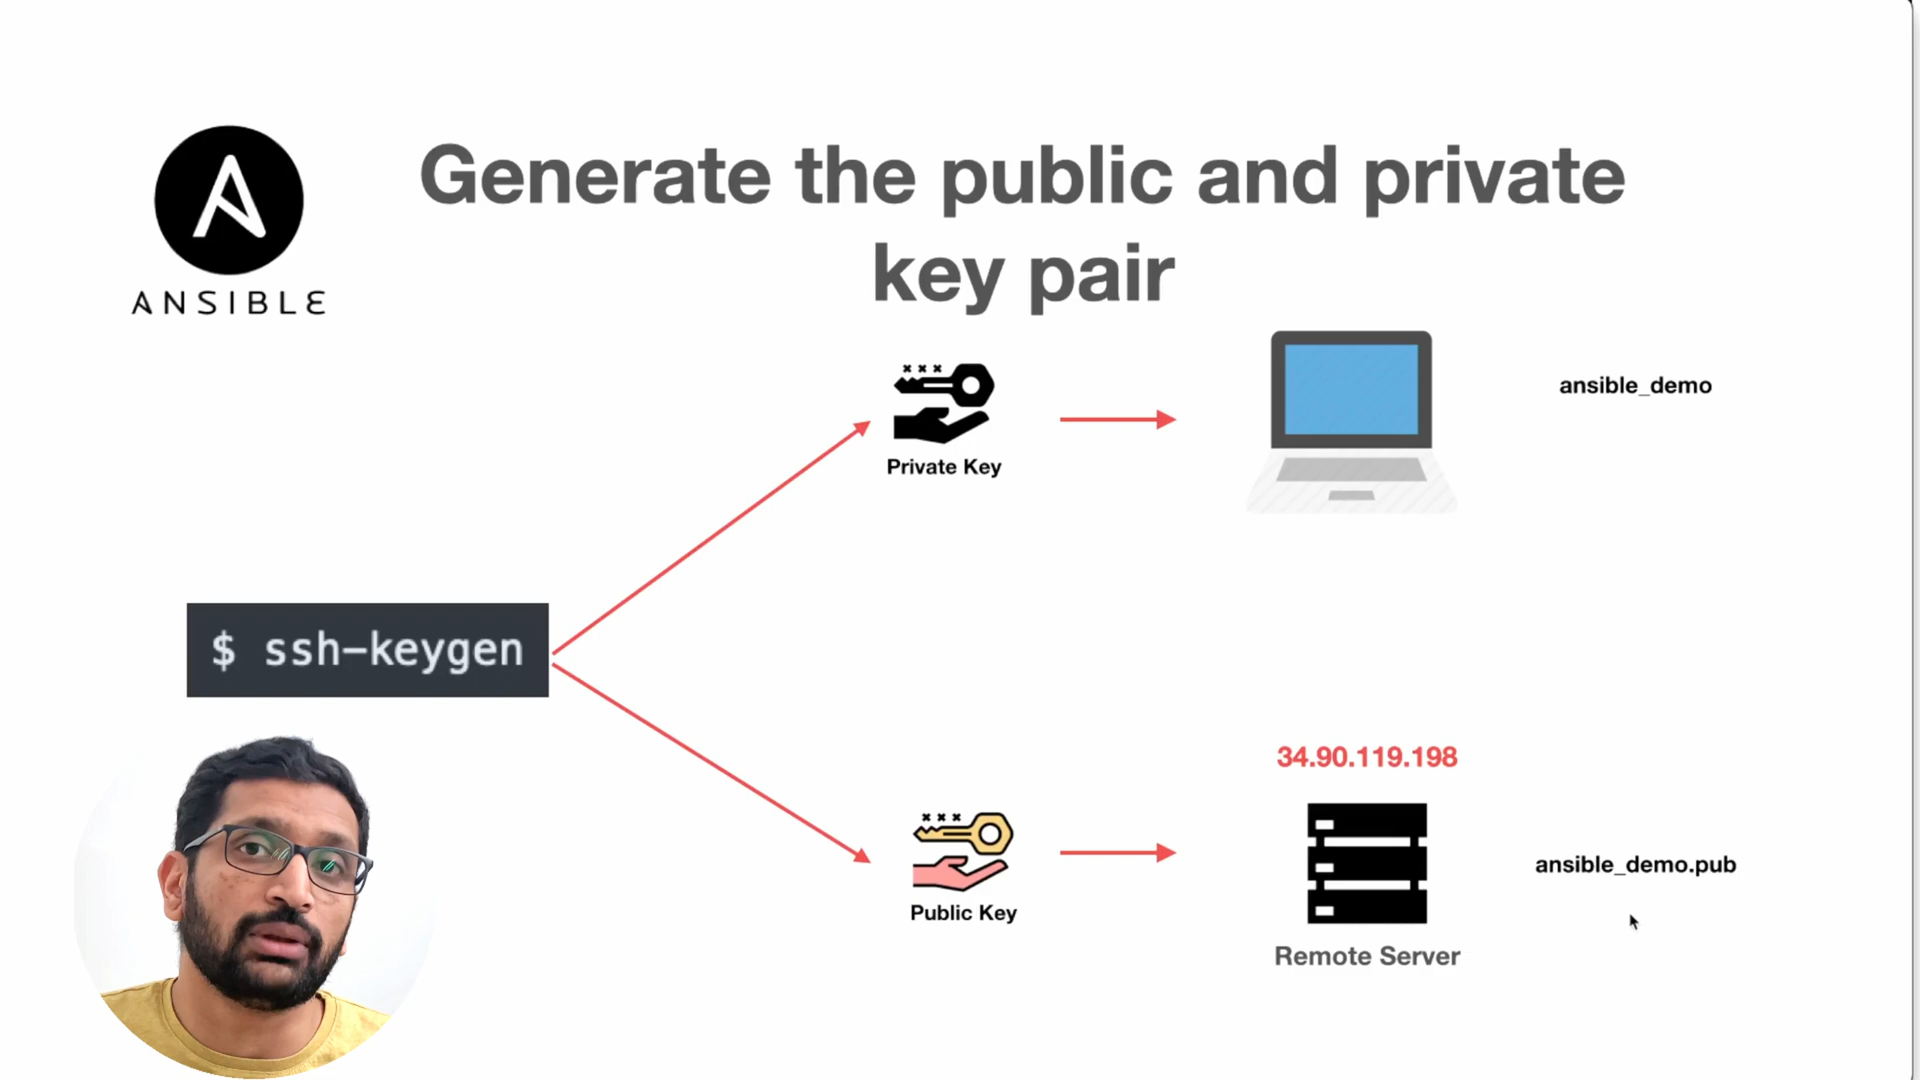 ANSIBLE
Generate the public and private
key pair
Private Key
ansible_demo
$ ssh-keygen
34.90.119.198
Public Key
ansible_demo.pub
Remote Server